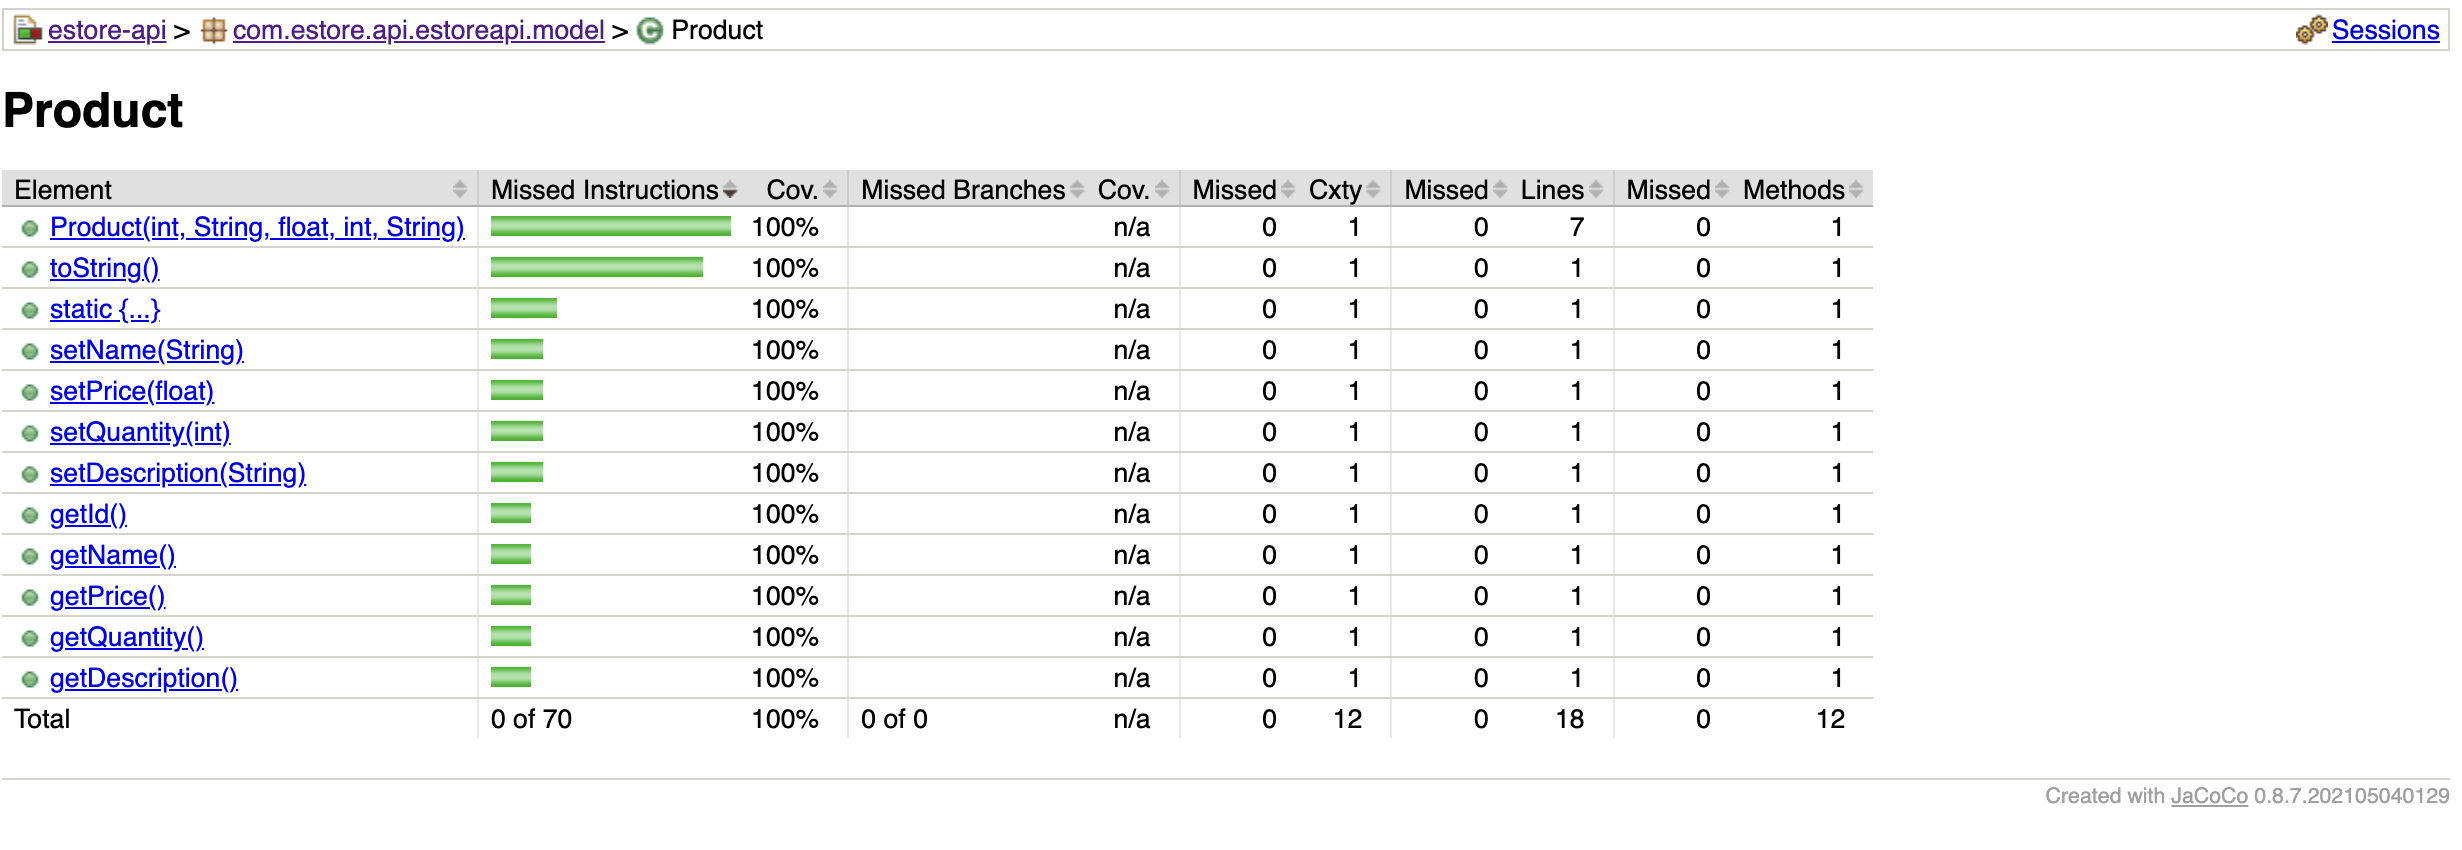 estore-api > com.estore.api.estoreapi.model > Product Sessions
Product
Element Missed Instructions Cov. Missed Branches Cov. Missed Cxty Missed Lines Missed Methods
Product(int, String, float, int, String) 100% n/a 0 1 0 7 0 1
toString() 100% n/a 0 1 0 1 0 1
static {...} 100% n/a 0 1 0 1 0 1
setName(String) 100% n/a 0 1 0 1 0 1
setPrice(float) 100% n/a 0 1 0 1 0 1
setQuantity(int) 100% n/a 0 1 0 1 0 1
setDescription(String) 100% n/a 0 1 0 1 0 1
getId() 100% n/a 0 1 0 1 0 1
getName() 100% n/a 0 1 0 1 0 1
getPrice() 100% n/a 0 1 0 1 0 1
getQuantity() 100% n/a 0 1 0 1 0 1
getDescription() 100% n/a 0 1 0 1 0 1
Total 0 of 70 100% 0 of 0 n/a 0 12 0 18 0 12
Created with JaCoCo 0.8.7.202105040129